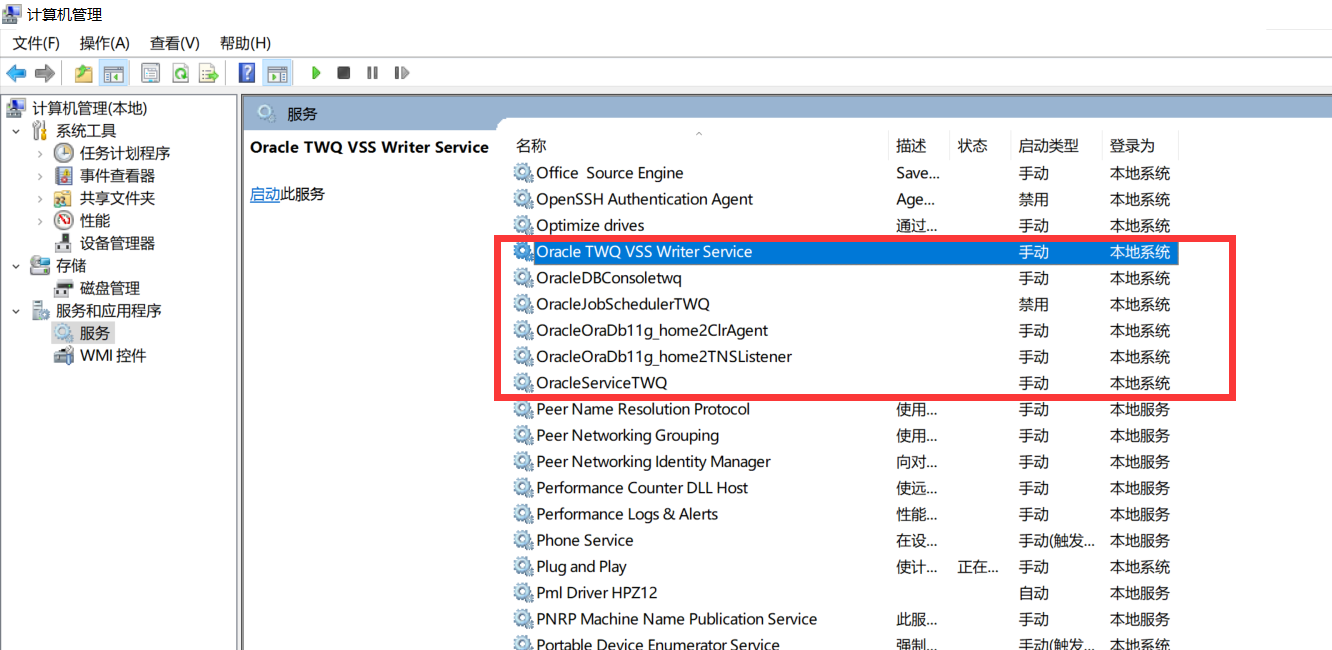 计算机管理
文件(F) 操作(A) 查看(V) 帮助(H)
计算机管理(本地)
系统工具
任务计划程序
事件查看器
共享文件夹
性能
设备管理器
存储
磁盘管理
服务和应用程序
服务
WMI 控件
服务
Oracle TWQ VSS Writer Service
启动此服务
名称 描述 状态 启动类型 登录为
Office  Source Engine Save... 手动 本地系统
OpenSSH Authentication Agent Age... 禁用 本地系统
Optimize drives 通过... 手动 本地系统
Oracle TWQ VSS Writer Service 手动 本地系统
OracleDBConsoletwq 手动 本地系统
OracleJobSchedulerTWQ 禁用 本地系统
OracleOraDb11g_home2ClrAgent 手动 本地系统
OracleOraDb11g_home2TNSListener 手动 本地系统
OracleServiceTWQ 手动 本地系统
Peer Name Resolution Protocol 使用... 手动 本地服务
Peer Networking Grouping 使用... 手动 本地服务
Peer Networking Identity Manager 向对... 手动 本地服务
Performance Counter DLL Host 使远... 手动 本地服务
Performance Logs & Alerts 性能... 手动 本地服务
Phone Service 在设... 手动(触发... 本地服务
Plug and Play 使计... 正在... 手动 本地系统
Pml Driver HPZ12 自动 本地服务
PNRP Machine Name Publication Service 此服... 手动 本地服务
Portable Device Enumerator Service 强制... 手动(触发... 本地系统